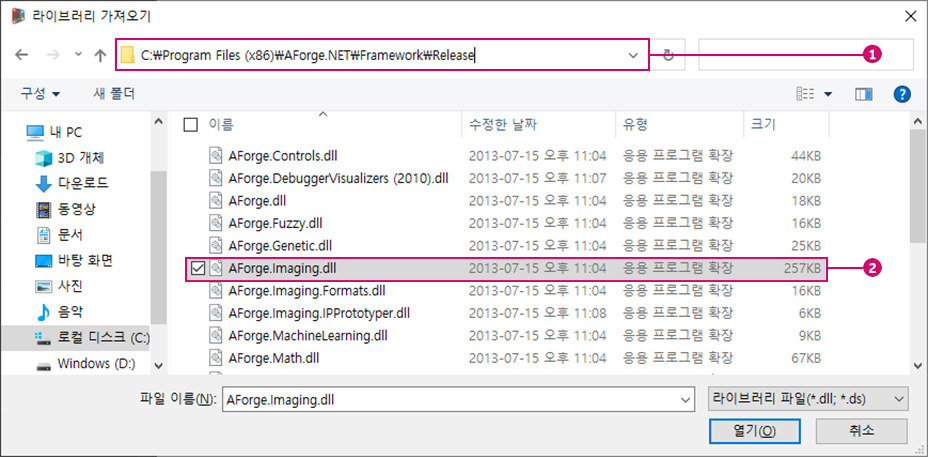 라이브러리 가져오기
C:₩Program Files (x86)₩AForge.NET₩Framework₩Release
1
구성 새 폴더
내 PC
3D 개체
다운로드
동영상
문서
바탕 화면
사진
음악
로컬 디스크 (C:)
Windows (D:)
이름 수정한 날짜 유형 크기
AForge.Controls.dll 2013-07-15 오후 11:04 응용 프로그램 확장 44KB
AForge.DebuggerVisualizers (2010).dll 2013-07-15 오후 11:07 응용 프로그램 확장 20KB
AForge.dll 2013-07-15 오후 11:04 응용 프로그램 확장 18KB
AForge.Fuzzy.dll 2013-07-15 오후 11:04 응용 프로그램 확장 16KB
AForge.Genetic.dll 2013-07-15 오후 11:04 응용 프로그램 확장 25KB
AForge.Imaging.dll 2013-07-15 오후 11:04 응용 프로그램 확장 257KB
2
AForge.Imaging.Formats.dll 2013-07-15 오후 11:04 응용 프로그램 확장 16KB
AForge.Imaging.IPPrototyper.dll 2013-07-15 오후 11:08 응용 프로그램 확장 6KB
AForge.MachineLearning.dll 2013-07-15 오후 11:04 응용 프로그램 확장 9KB
AForge.Math.dll 2013-07-15 오후 11:04 응용 프로그램 확장 67KB
파일 이름(N): AForge.Imaging.dll 라이브러리 파일(*.dll; *.ds)
열기(O) 취소